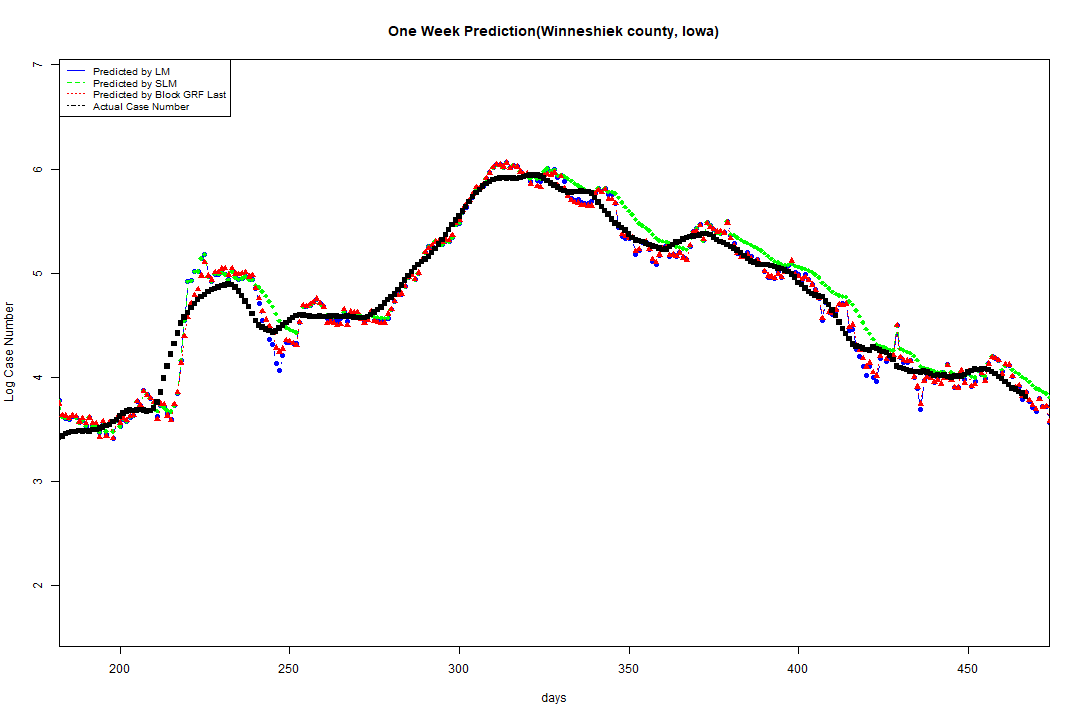 One Week Prediction(Winneshiek county, Iowa)
Predicted by LM
Predicted by SLM
Predicted by Block GRF Last
Actual Case Number
7
6
5
4
3
2
Log Case Number
200 250 300 350 400 450
days